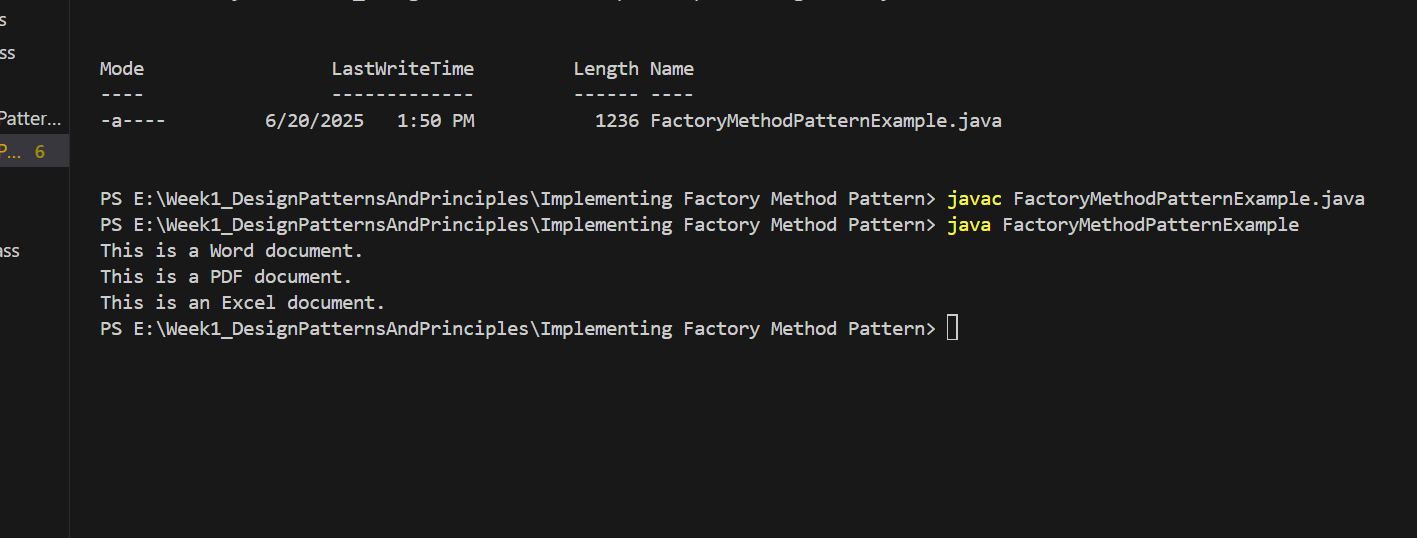 s
ss
Patter...
P... 6
ass
Mode LastWriteTime Length Name
---- ------------- ------ ----
-a---- 6/20/2025 1:50 PM 1236 FactoryMethodPatternExample.java
PS E:\Week1_DesignPatternsAndPrinciples\Implementing Factory Method Pattern> javac FactoryMethodPatternExample.java
PS E:\Week1_DesignPatternsAndPrinciples\Implementing Factory Method Pattern> java FactoryMethodPatternExample
This is a Word document.
This is a PDF document.
This is an Excel document.
PS E:\Week1_DesignPatternsAndPrinciples\Implementing Factory Method Pattern>